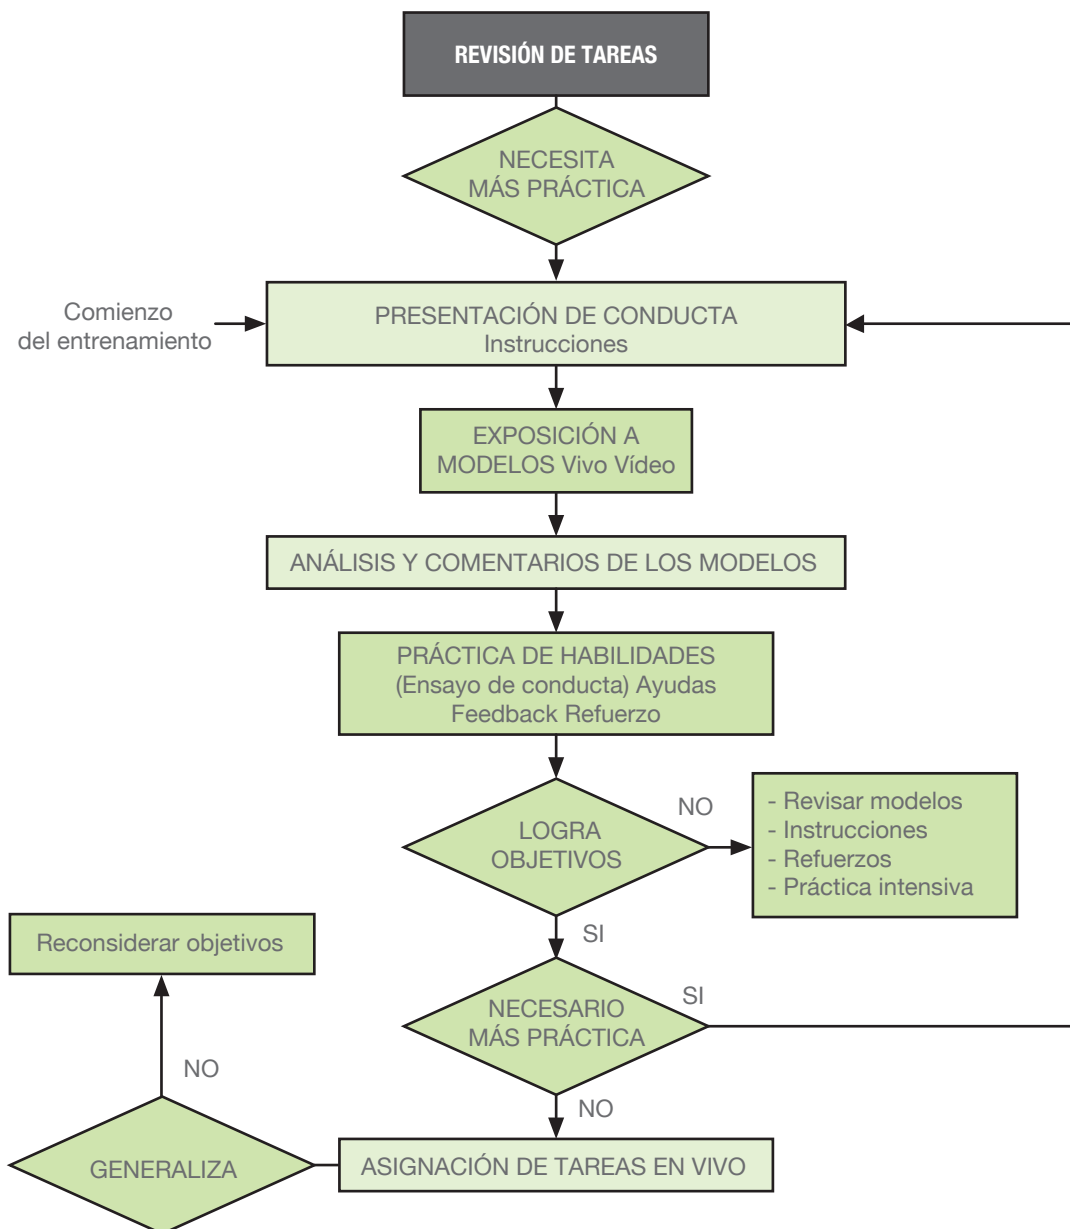 REVISIÓN DE TAREAS
NECESITA
MÁS PRÁCTICA
Comienzo
del entrenamiento
PRESENTACIÓN DE CONDUCTA
Instrucciones
EXPOSICIÓN A
MODELOS Vivo Vídeo
ANÁLISIS Y COMENTARIOS DE LOS MODELOS
PRÁCTICA DE HABILIDADES
(Ensayo de conducta) Ayudas
Feedback Refuerzo
LOGRA
OBJETIVOS
NO
- Revisar modelos
- Instrucciones
- Refuerzos
- Práctica intensiva
SI
NECESARIO
MÁS PRÁCTICA
SI
NO
ASIGNACIÓN DE TAREAS EN VIVO
GENERALIZA
NO
Reconsiderar objetivos